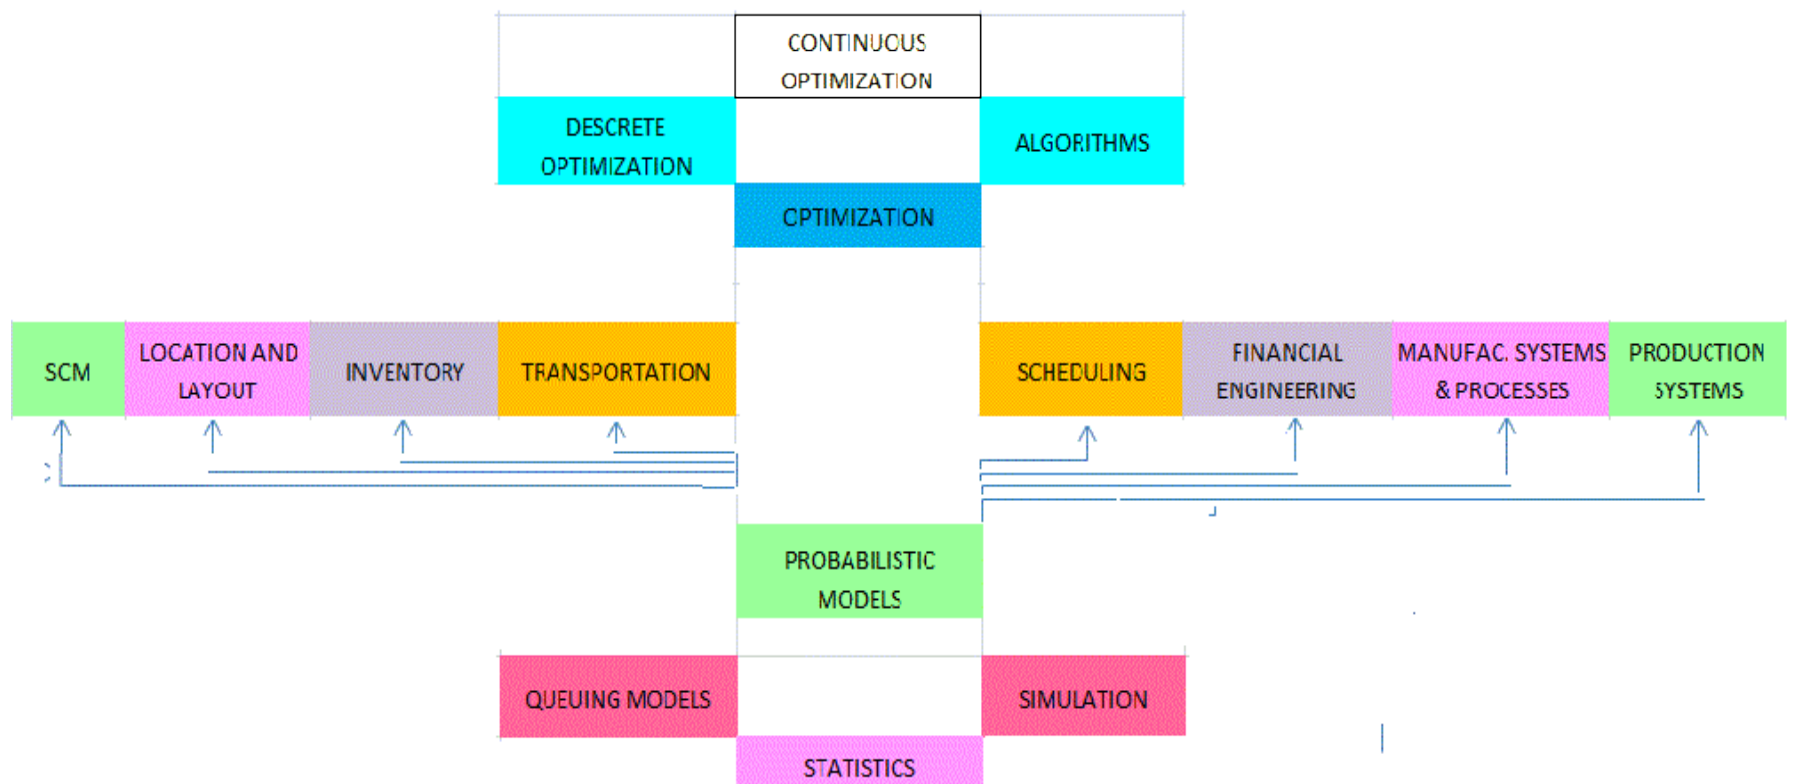 CONTINUOUS
OPTIMIZATION
DESCRETE
OPTIMIZATION
ALGORITHMS
OPTIMIZATION
SCM
LOCATION AND
LAYOUT
INVENTORY
TRANSPORTATION
SCHEDULING
FINANCIAL
ENGINEERING
MANUFAC. SYSTEMS
& PROCESSES
PRODUCTION
SYSTEMS
PROBABILISTIC
MODELS
QUEUING MODELS
SIMULATION
STATISTICS